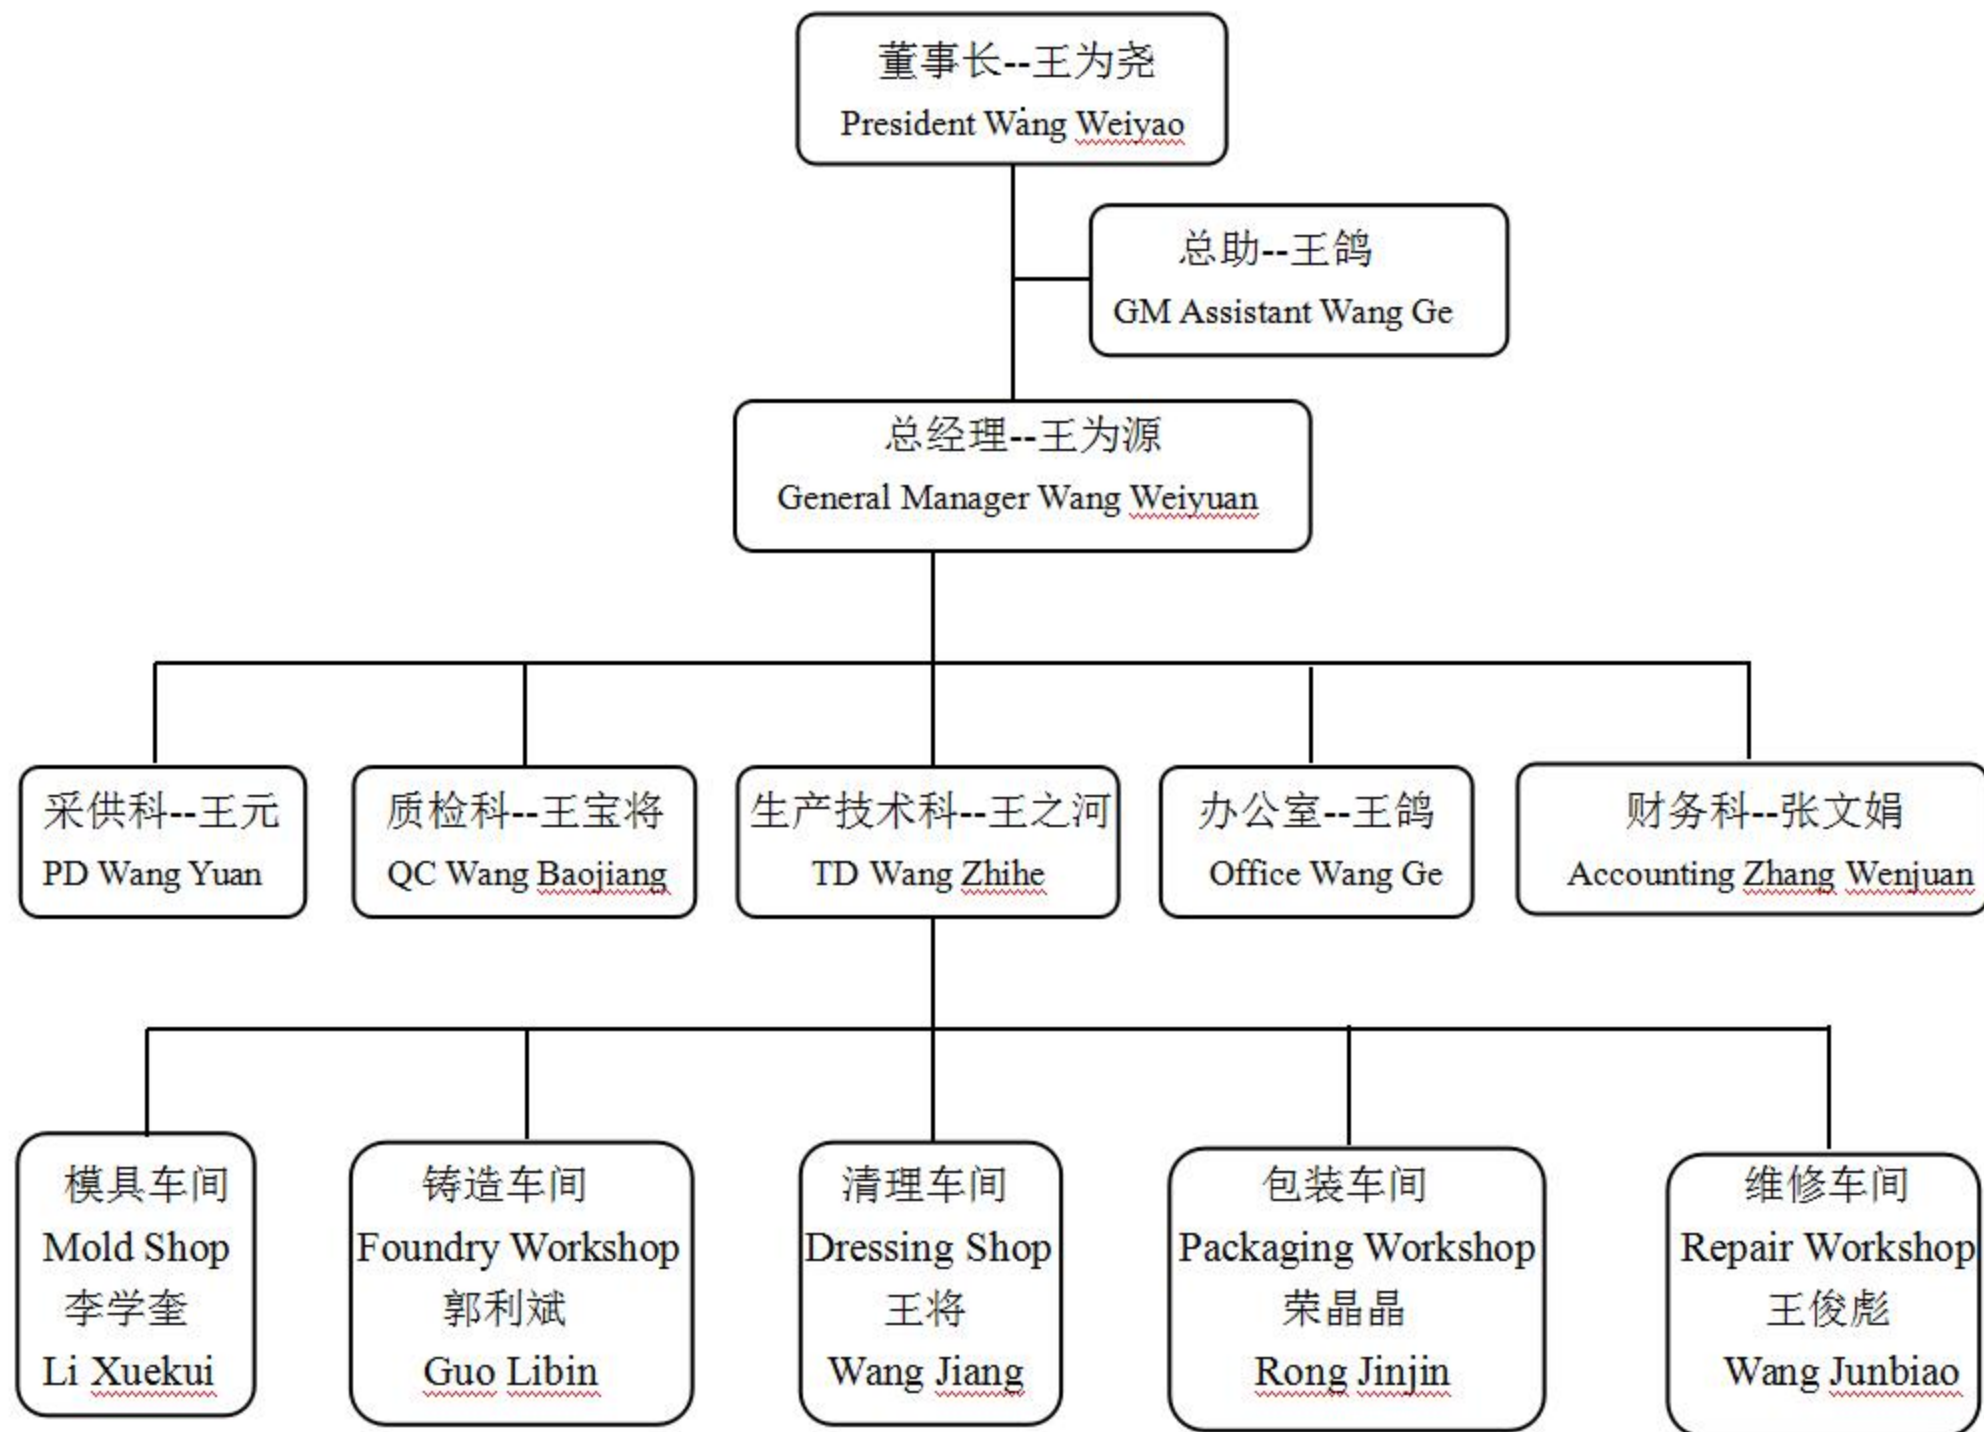 董事长--王为尧
President Wang Weiyao
总助--王鸽
GM Assistant Wang Ge
总经理--王为源
General Manager Wang Weiyuan
采供科--王元
PD Wang Yuan
质检科--王宝将
QC Wang Baojiang
生产技术科--王之河
TD Wang Zhihe
办公室--王鸽
Office Wang Ge
财务科--张文娟
Accounting Zhang Wenjuan
模具车间
Mold Shop
李学奎
Li Xuekui
铸造车间
Foundry Workshop
郭利斌
Guo Libin
清理车间
Dressing Shop
王将
Wang Jiang
包装车间
Packaging Workshop
荣晶晶
Rong Jinjin
维修车间
Repair Workshop
王俊彪
Wang Junbiao